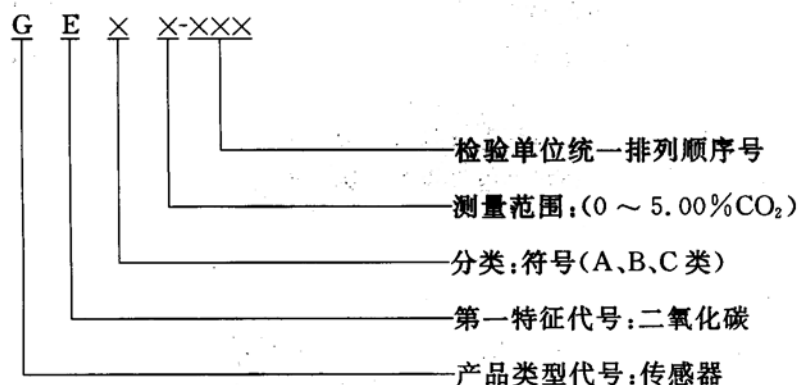 G E × ×-×××
检验单位统一排列顺序号
测量范围:(0 ~ 5.00%CO₂)
分类:符号(A、B、C 类)
第一特征代号:二氧化碳
产品类型代号:传感器